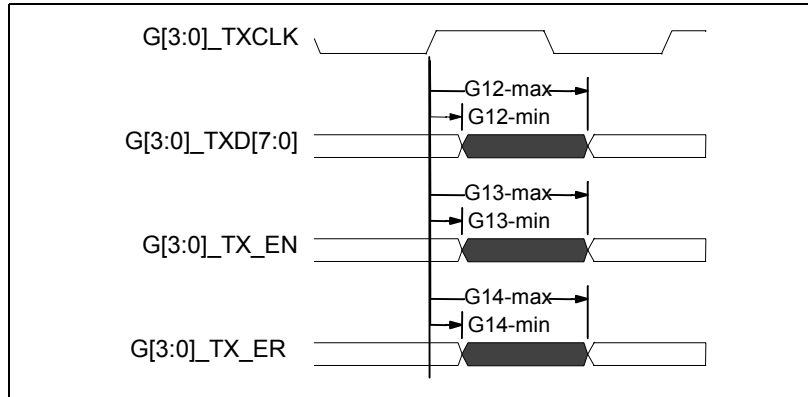 G[3:0]_TXCLK
G12-max
G12-min
G[3:0]_TXD[7:0]
G13-max
G13-min
G[3:0]_TX_EN
G14-max
G14-min
G[3:0]_TX_ER